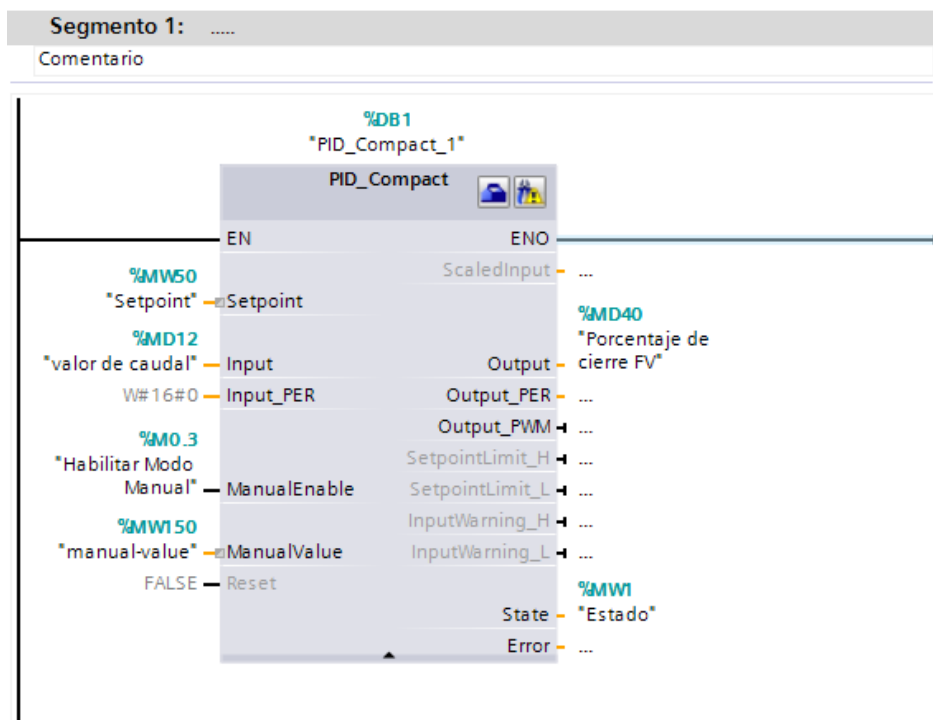 Segmento 1: .....
Comentario
%DB1
"PID_Compact_1"
PID_Compact
EN
ENO
ScaledInput
...
%MW50
"Setpoint"
Setpoint
%MD12
"valor de caudal"
Input
%MD40
"Porcentaje de
cierre FV"
Output
W#16#0
Input_PER
Output_PER
...
Output_PWM
...
%M0.3
"Habilitar Modo
Manual"
ManualEnable
SetpointLimit_H
...
SetpointLimit_L
...
InputWarning_H
...
%MW150
"manual-value"
ManualValue
InputWarning_L
...
FALSE
Reset
%MW1
"Estado"
State
Error
...